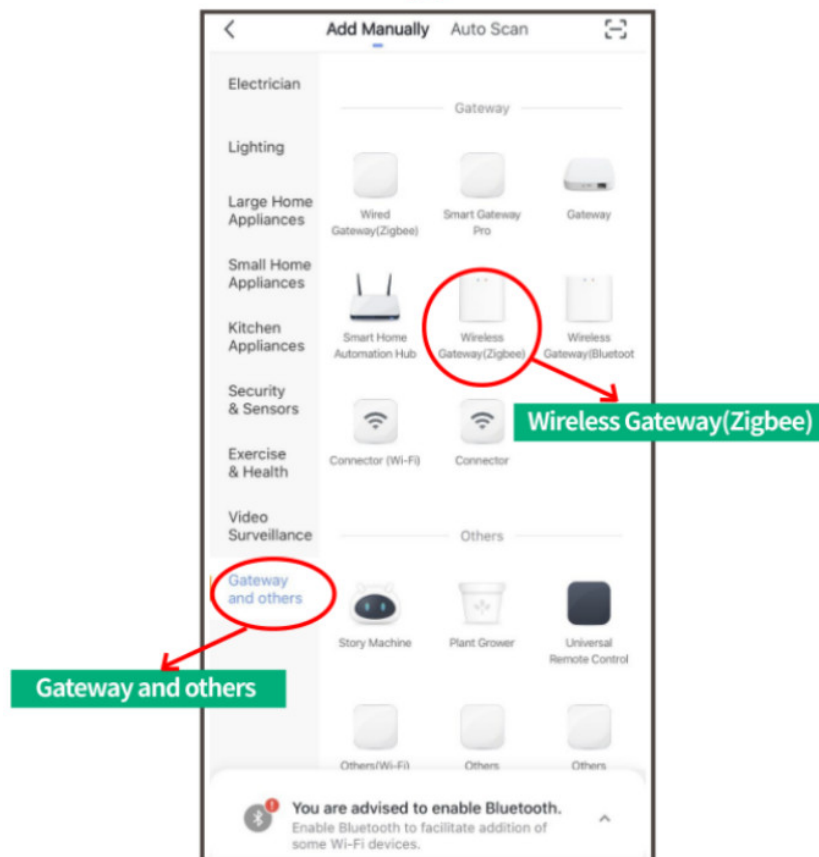 Add Manually Auto Scan
Electrician
Lighting
Large Home
Appliances
Small Home
Appliances
Kitchen
Appliances
Security
& Sensors
Exercise
& Health
Video
Surveillance
Gateway
and others
Gateway
Wired
Gateway(Zigbee)
Smart Gateway
Pro
Gateway
Smart Home
Automation Hub
Wireless
Gateway(Zigbee)
Wireless
Gateway(Bluetoot
Wireless Gateway(Zigbee)
Connector (Wi-Fi)
Connector
Others
Story Machine
Plant Grower
Universal
Remote Control
Gateway and others
Others(Wi-Fi)
Others
Others
You are advised to enable Bluetooth.
Enable Bluetooth to facilitate addition of
some Wi-Fi devices.